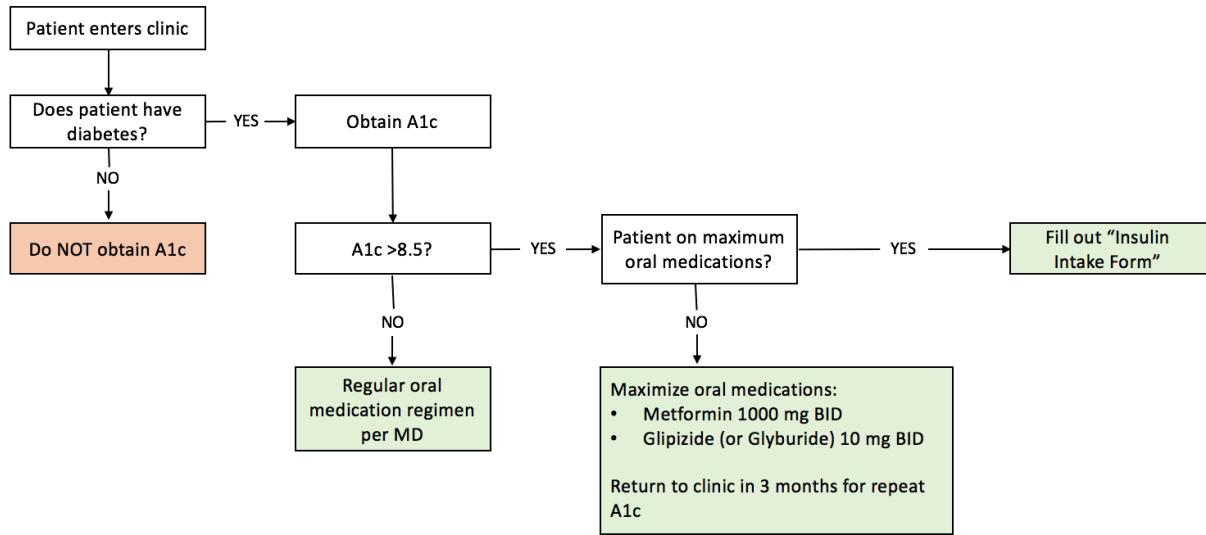 Patient enters clinic
Does patient have
diabetes?
YES
Obtain A1c
NO
Do NOT obtain A1c
A1c >8.5?
YES
Patient on maximum
oral medications?
YES
Fill out “Insulin
Intake Form”
NO
Regular oral
medication regimen
per MD
NO
Maximize oral medications:
• Metformin 1000 mg BID
• Glipizide (or Glyburide) 10 mg BID
Return to clinic in 3 months for repeat
A1c